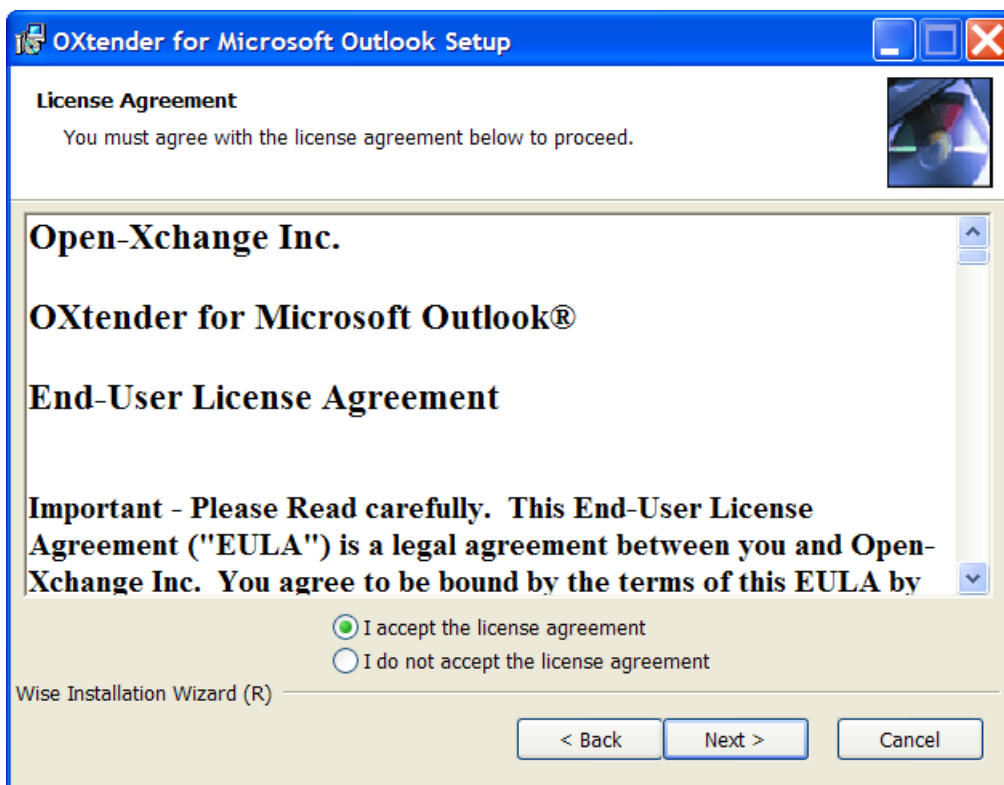 OXtender for Microsoft Outlook Setup
License Agreement
You must agree with the license agreement below to proceed.
Open-Xchange Inc.
OXtender for Microsoft Outlook®
End-User License Agreement
Important - Please Read carefully.  This End-User License
Agreement ("EULA") is a legal agreement between you and Open-
Xchange Inc.  You agree to be bound by the terms of this EULA by
I accept the license agreement
I do not accept the license agreement
Wise Installation Wizard (R)
< Back
Next >
Cancel